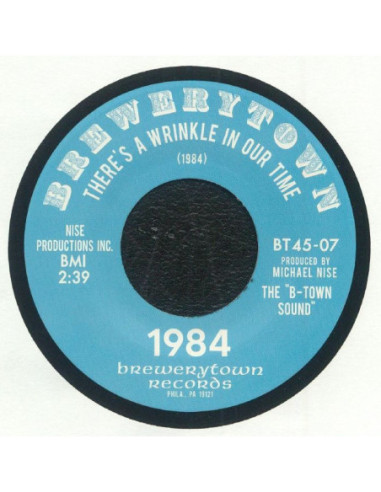 BREWERYTOWN
THERE'S A WRINKLE IN OUR TIME
(1984)
NISE
PRODUCTIONS INC.
BMI
2:39
BT45-07
PRODUCED BY
MICHAEL NISE
THE "B-TOWN
SOUND"
1984
brewerytown
records
PHILA., PA 19121